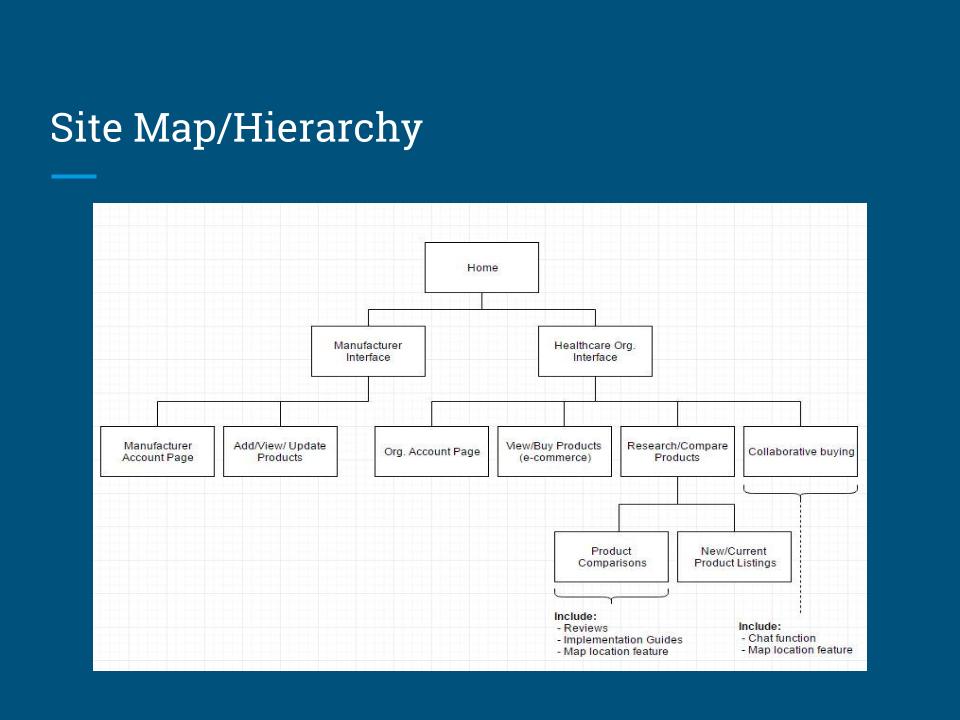 Site Map/Hierarchy
Home
Manufacturer
Interface
Healthcare Org.
Interface
Manufacturer
Account Page
Add/View/ Update
Products
Org. Account Page
View/Buy Products
(e-commerce)
Research/Compare
Products
Collaborative buying
Product
Comparisons
New/Current
Product Listings
Include:
- Reviews
- Implementation Guides
- Map location feature
Include:
- Chat function
- Map location feature